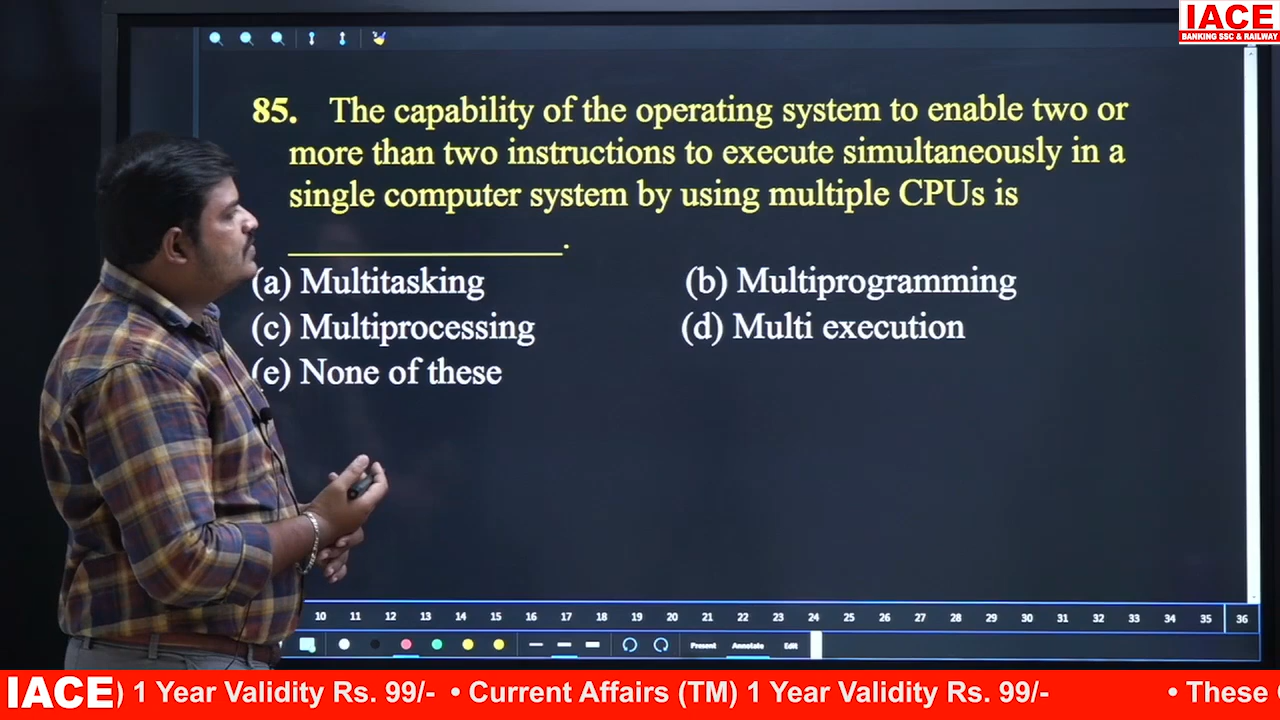 IACE
BANKING SSC & RAILWAY
85. The capability of the operating system to enable two or
more than two instructions to execute simultaneously in a
single computer system by using multiple CPUs is
______________.
(a) Multitasking (b) Multiprogramming
(c) Multiprocessing (d) Multi execution
(e) None of these
10 11 12 13 14 15 16 17 18 19 20 21 22 23 24 25 26 27 28 29 30 31 32 33 34 35 36
Present Annotate Edit
IACE ) 1 Year Validity Rs. 99/- • Current Affairs (TM) 1 Year Validity Rs. 99/- • These